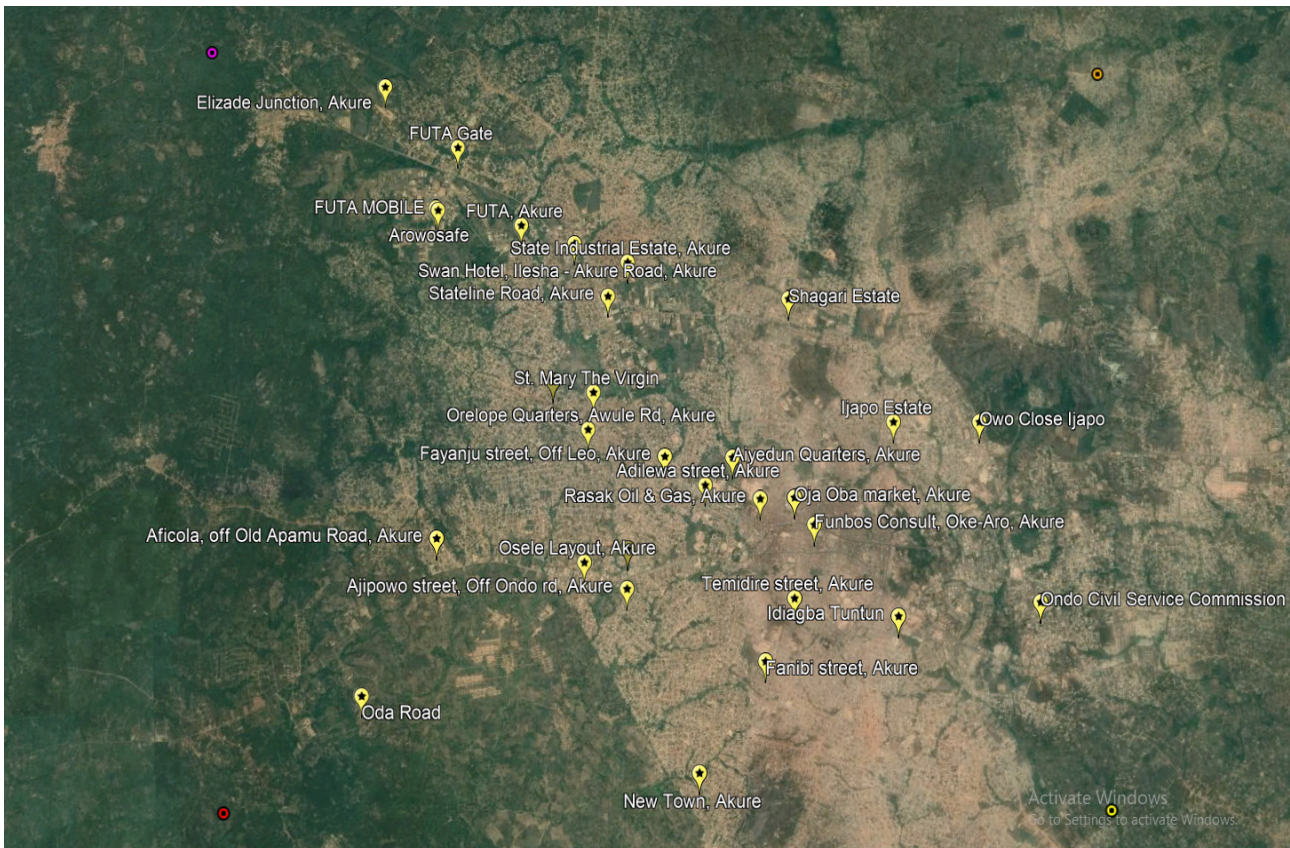 Elizade Junction, Akure
FUTA Gate
FUTA MOBILE
FUTA, Akure
Arowosafe
State Industrial Estate, Akure
Swan Hotel, Ilesha - Akure Road, Akure
Stateline Road, Akure
Shagari Estate
St. Mary The Virgin
Orelope Quarters, Awule Rd, Akure
Ijapo Estate
Owo Close Ijapo
Fayanju street, Off Leo, Akure
Aiyedun Quarters, Akure
Adilewa street, Akure
Rasak Oil & Gas, Akure
Oja Oba market, Akure
Funbos Consult, Oke-Aro, Akure
Aficola, off Old Apamu Road, Akure
Osele Layout, Akure
Ajipowo street, Off Ondo rd, Akure
Temidire street, Akure
Idiagba Tuntun
Ondo Civil Service Commission
Fanibi street, Akure
Oda Road
New Town, Akure
Activate Windows
Go to Settings to activate Windows.